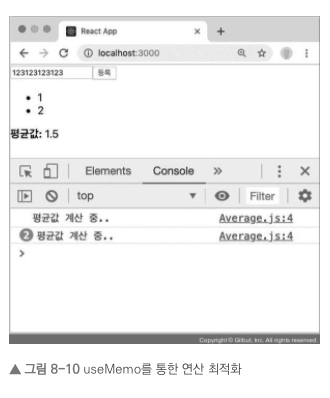 React App
localhost:3000
123123123123 등록
• 1
• 2
평균값: 1.5
Elements Console »
top Filter
평균값 계산 중.. Average.js:4
2 평균값 계산 중.. Average.js:4
>
Copyright© Gilbut, Inc. All rights reserved.
▲ 그림 8-10 useMemo를 통한 연산 최적화